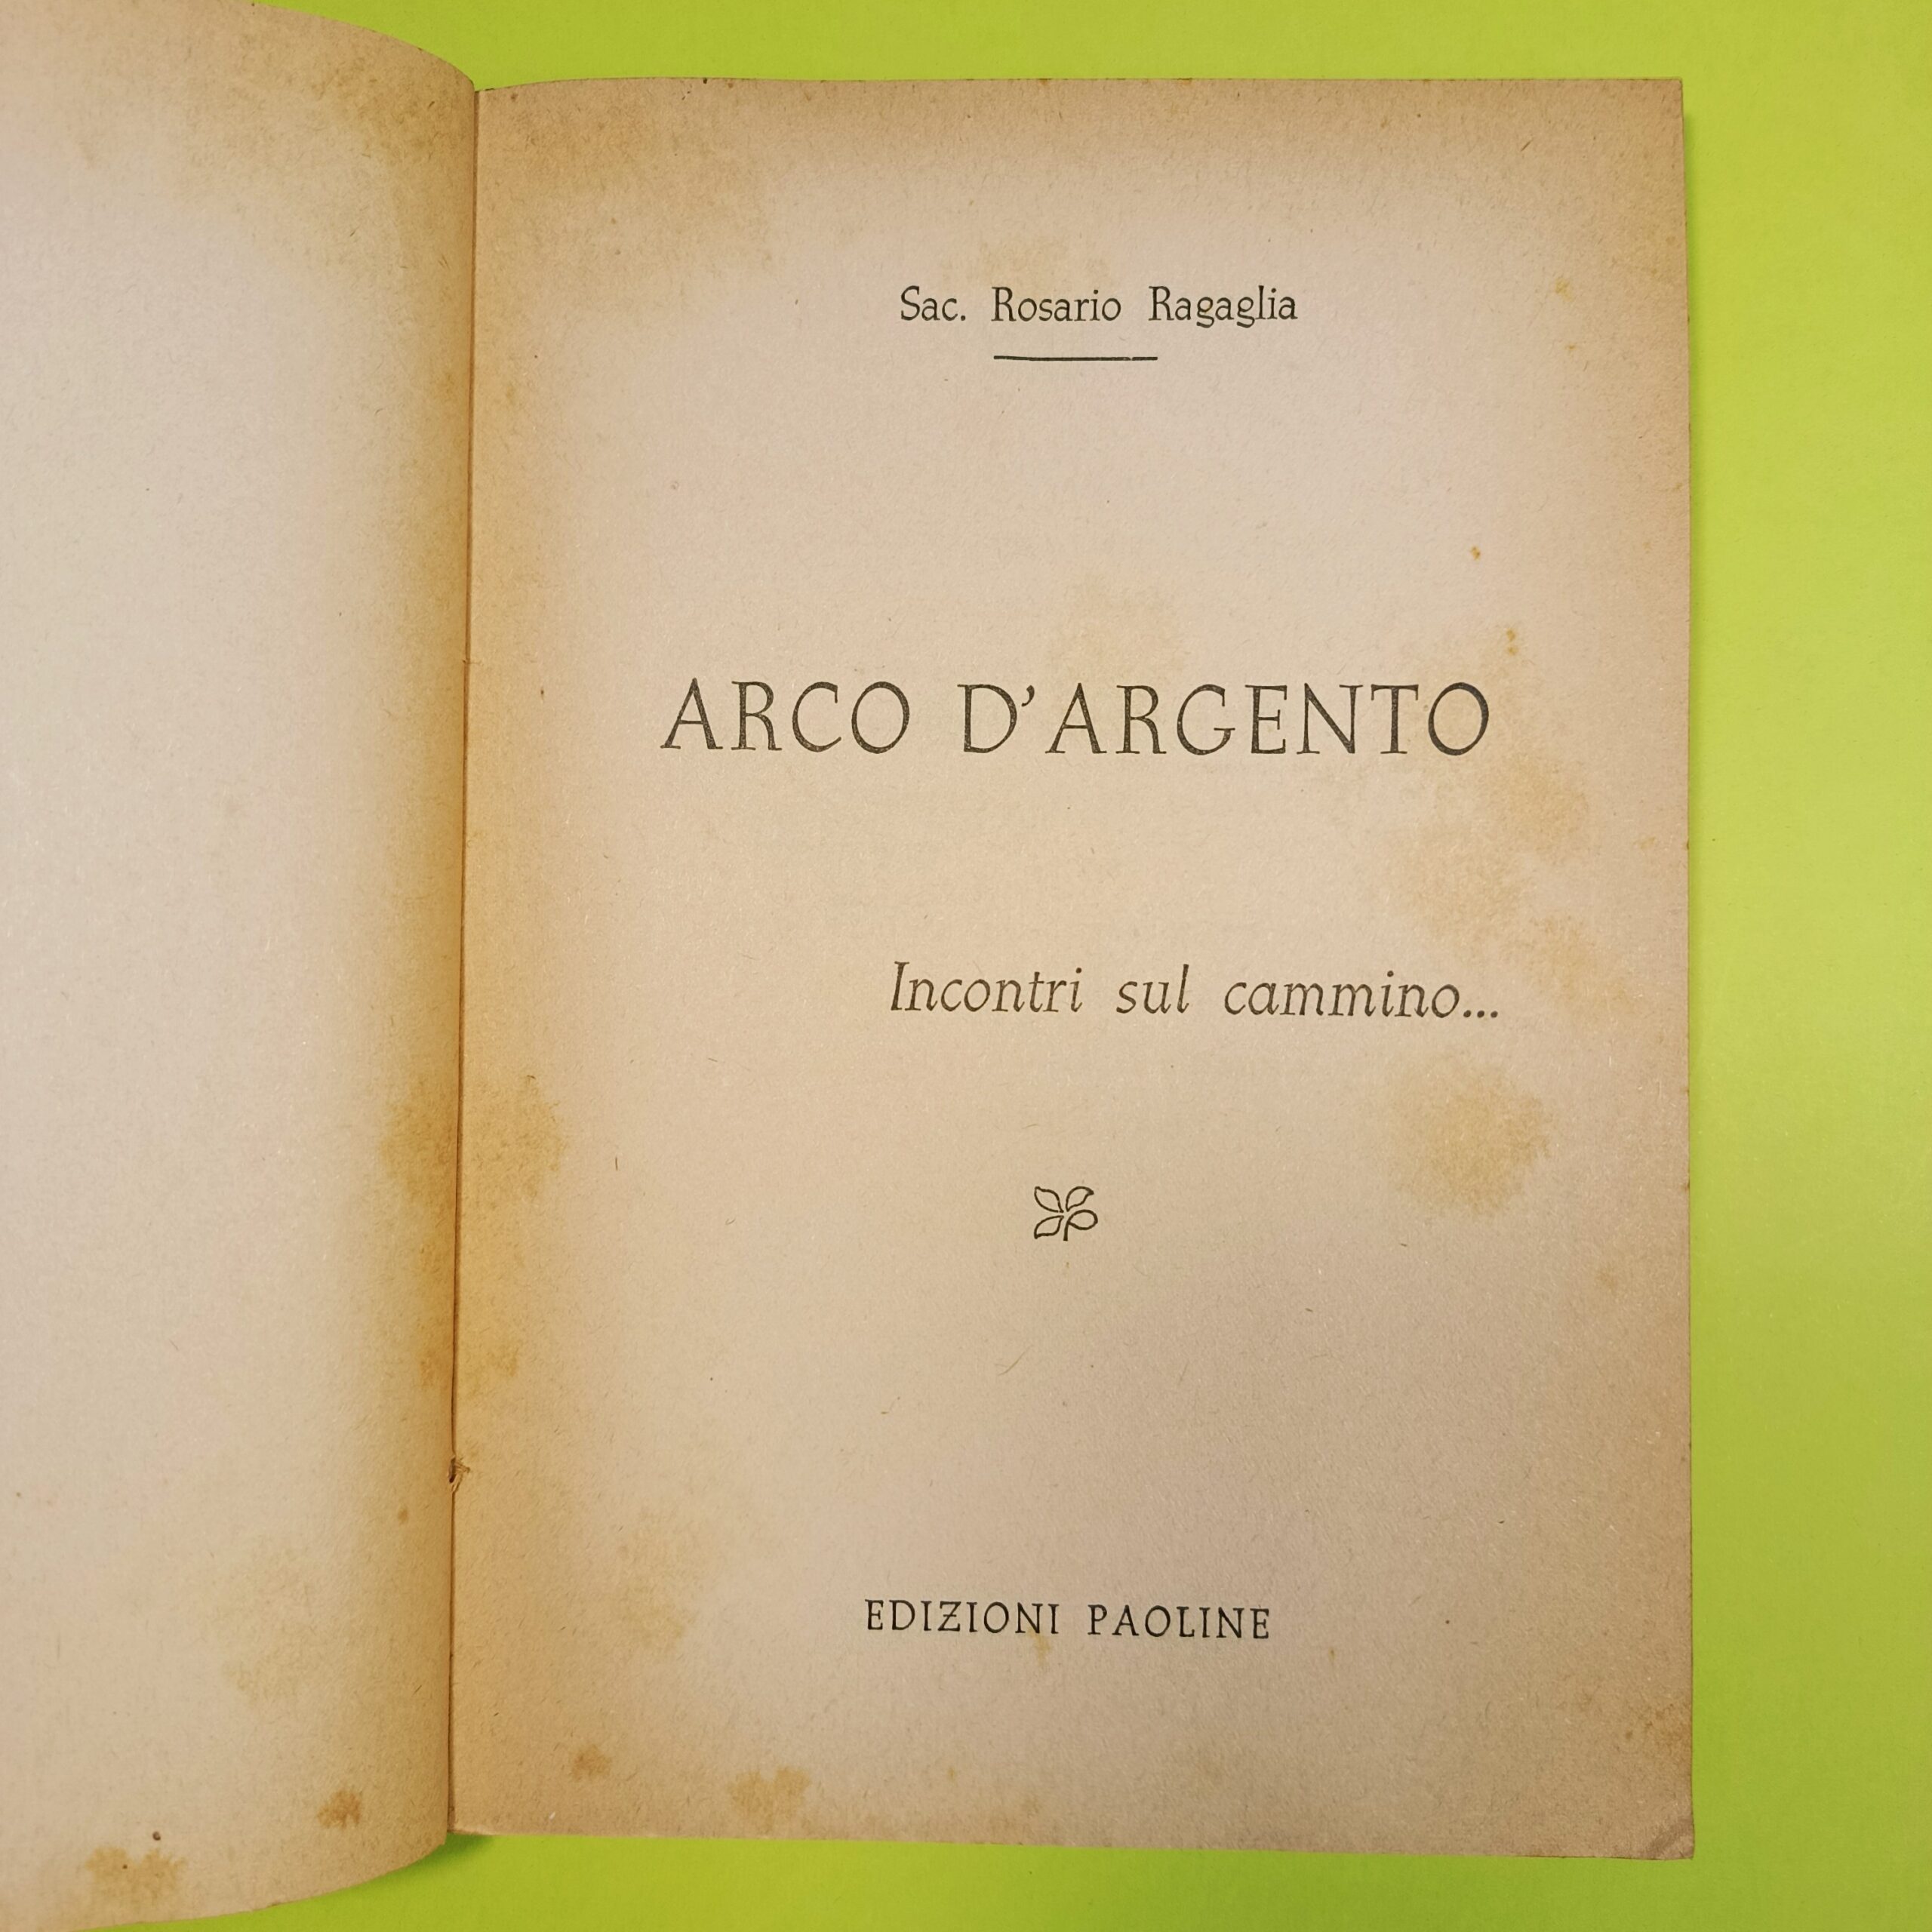 Sac. Rosario Ragaglia
ARCO D'ARGENTO
Incontri sul cammino...
EDIZIONI PAOLINE